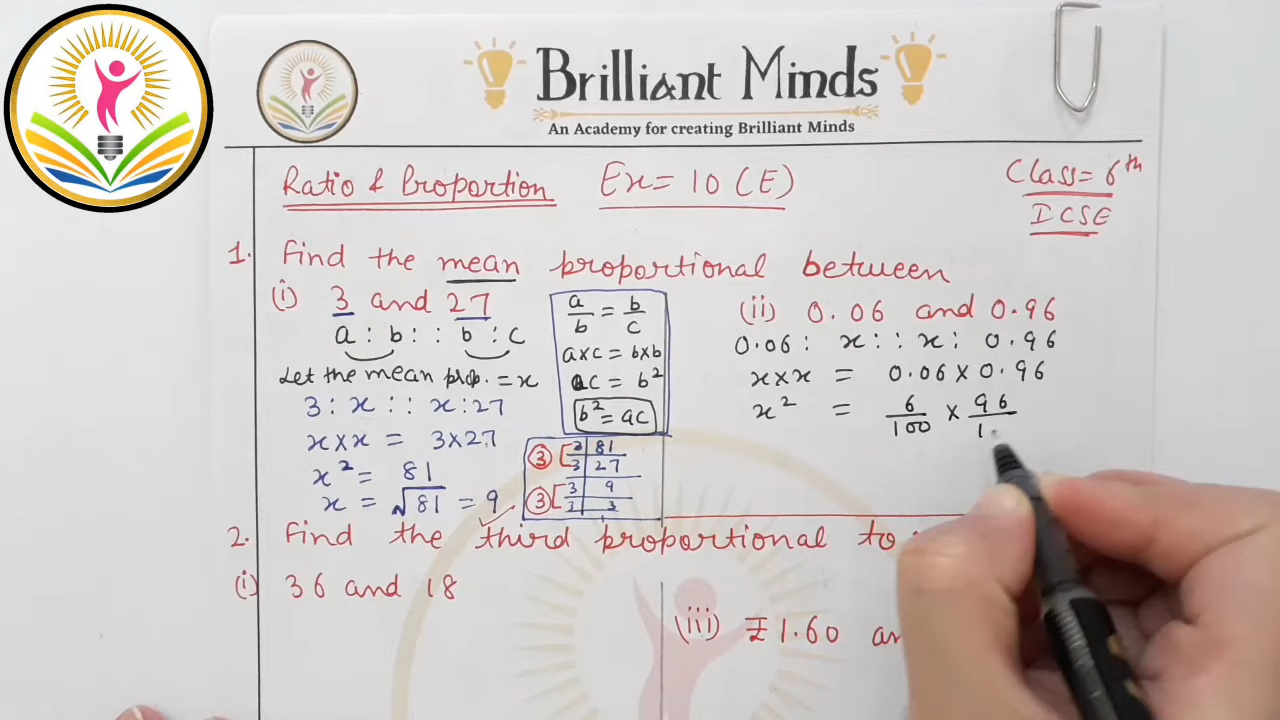 Brilliant Minds
An Academy for creating Brilliant Minds
Ratio & Proportion Ex= 10 (E) Class= 6th
ICSE
1. Find the mean proportional between
(i) 3 and 27
a : b : : b : c
Let the mean prop. = x
3 : x : : x : 27
x × x = 3 × 27
x² = 81
x = √81 = 9
a/b = b/c
a×c = b×b
ac = b²
b² = ac
3 3 81
3 27
3 3 9
3 3
(ii) 0.06 and 0.96
0.06 : x : : x : 0.96
x × x = 0.06 × 0.96
x² = 6/100 × 96/1
2. Find the third proportional to
(i) 36 and 18
(iii) ₹1.60